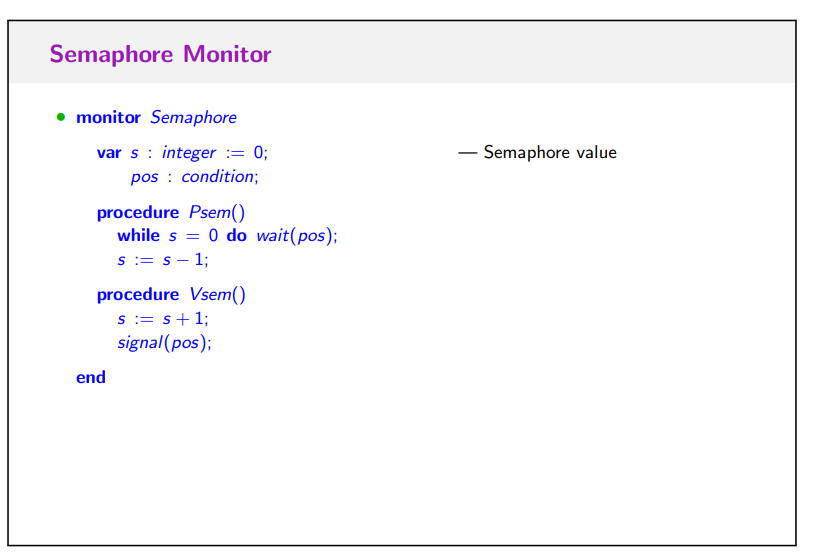 Semaphore Monitor
• monitor Semaphore
var s : integer := 0; — Semaphore value
pos : condition;
procedure Psem()
while s = 0 do wait(pos);
s := s − 1;
procedure Vsem()
s := s + 1;
signal(pos);
end